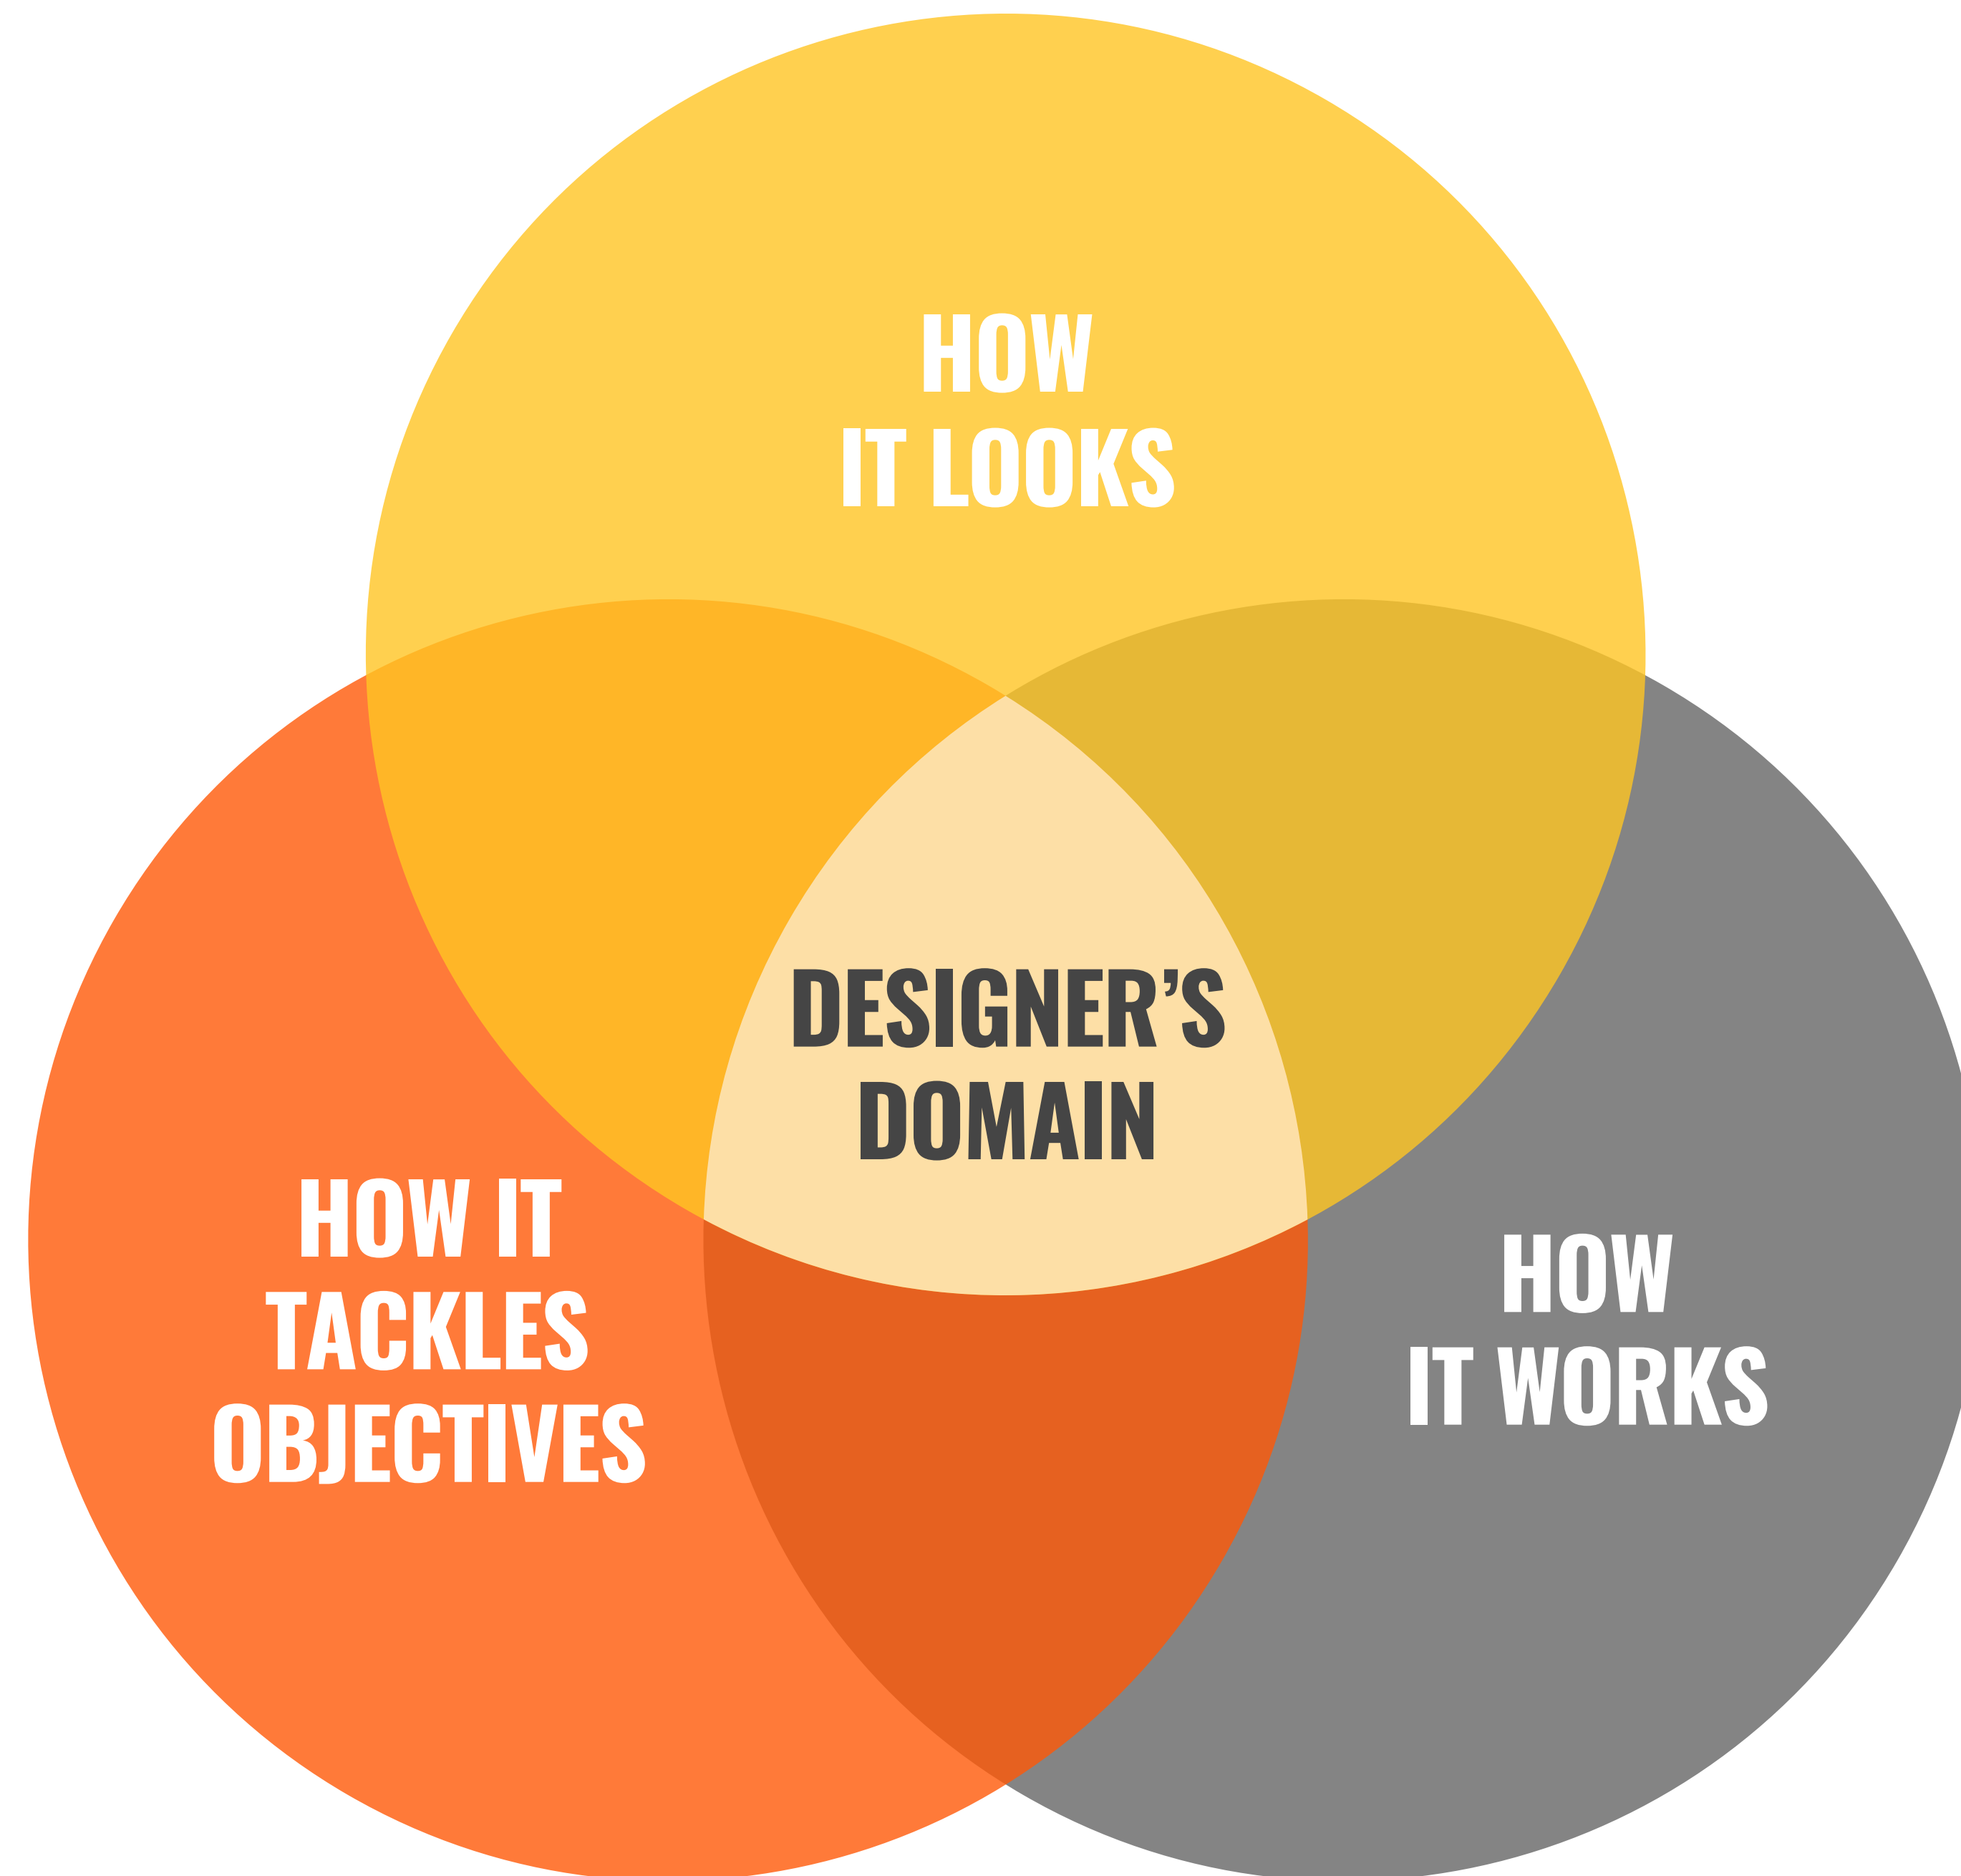 HOW
IT LOOKS
DESIGNER’S
DOMAIN
HOW IT
TACKLES
OBJECTIVES
HOW
IT WORKS